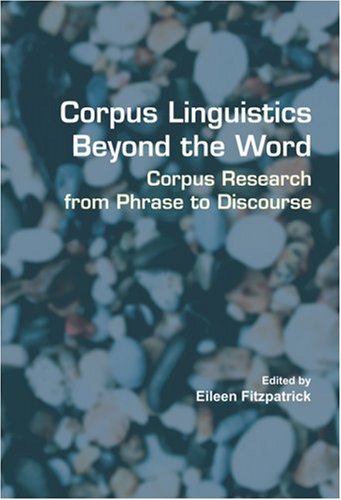 Corpus Linguistics
Beyond the Word
Corpus Research
from Phrase to Discourse
Edited by
Eileen Fitzpatrick